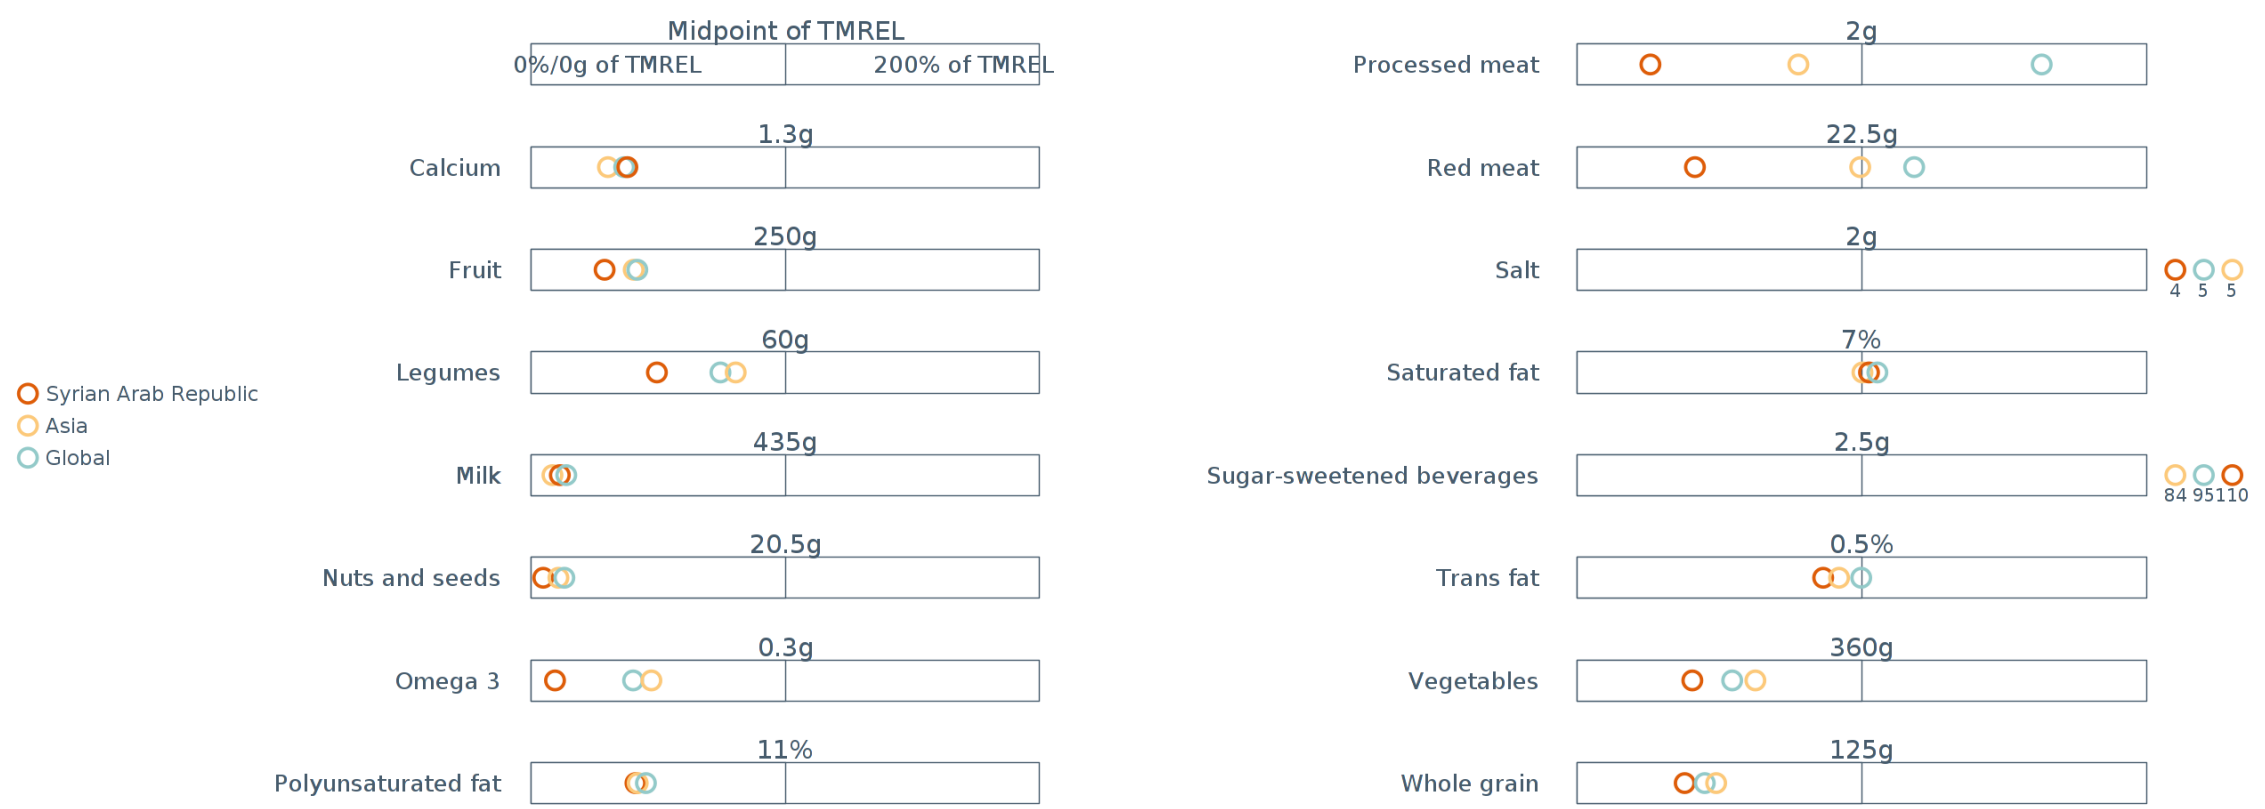 Midpoint of TMREL
0%/0g of TMREL 200% of TMREL
1.3g
Calcium
250g
Fruit
60g
Legumes
435g
Milk
20.5g
Nuts and seeds
0.3g
Omega 3
11%
Polyunsaturated fat
2g
Processed meat
22.5g
Red meat
2g
Salt
4 5 5
7%
Saturated fat
2.5g
Sugar-sweetened beverages
84 95 110
0.5%
Trans fat
360g
Vegetables
125g
Whole grain
Syrian Arab Republic
Asia
Global